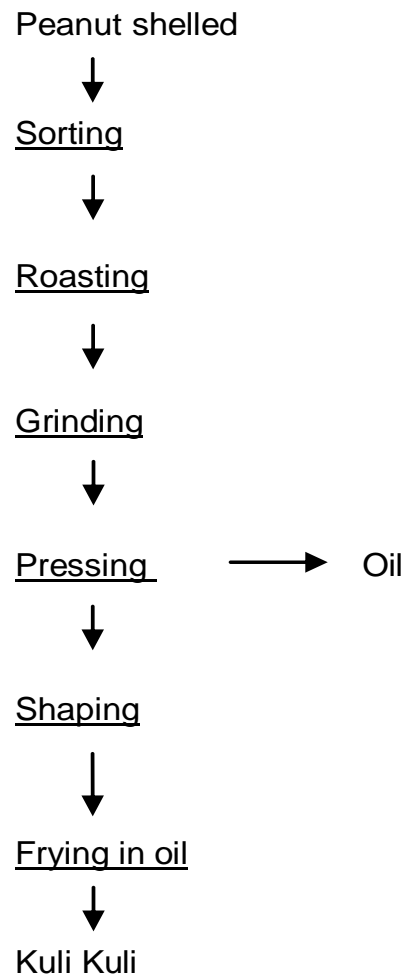 Peanut shelled
Sorting
Roasting
Grinding
Pressing
Oil
Shaping
Frying in oil
Kuli Kuli